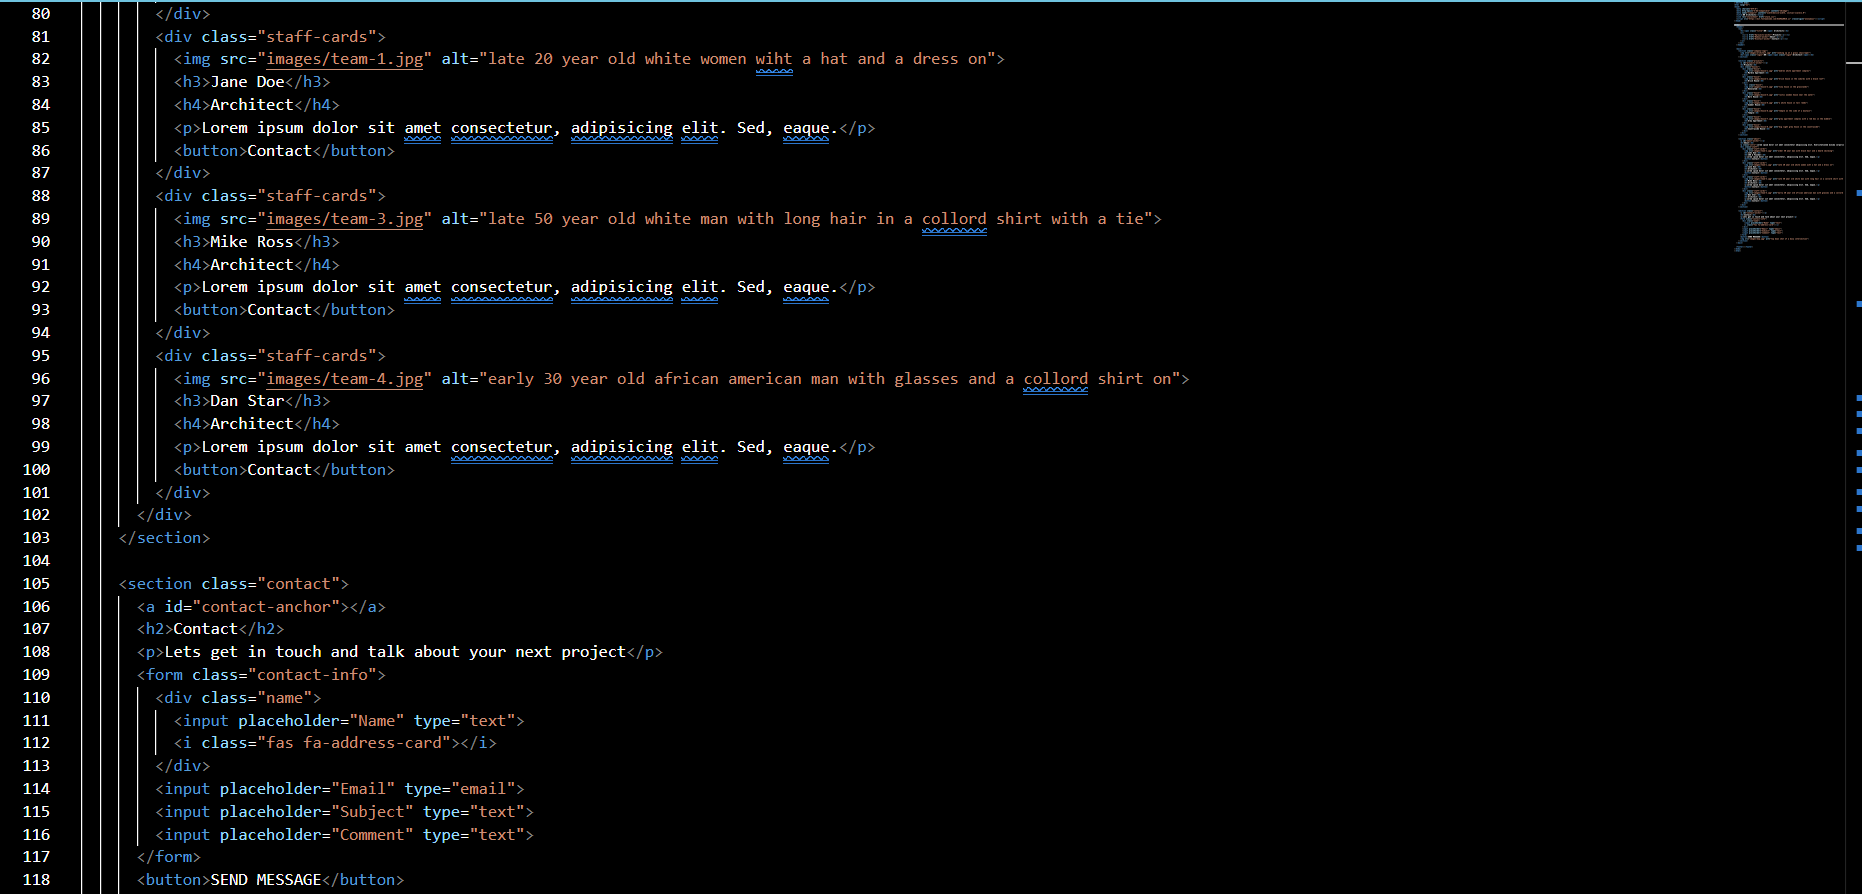 80 </div>
81 <div class="staff-cards">
82 <img src="images/team-1.jpg" alt="late 20 year old white women wiht a hat and a dress on">
83 <h3>Jane Doe</h3>
84 <h4>Architect</h4>
85 <p>Lorem ipsum dolor sit amet consectetur, adipisicing elit. Sed, eaque.</p>
86 <button>Contact</button>
87 </div>
88 <div class="staff-cards">
89 <img src="images/team-3.jpg" alt="late 50 year old white man with long hair in a collord shirt with a tie">
90 <h3>Mike Ross</h3>
91 <h4>Architect</h4>
92 <p>Lorem ipsum dolor sit amet consectetur, adipisicing elit. Sed, eaque.</p>
93 <button>Contact</button>
94 </div>
95 <div class="staff-cards">
96 <img src="images/team-4.jpg" alt="early 30 year old african american man with glasses and a collord shirt on">
97 <h3>Dan Star</h3>
98 <h4>Architect</h4>
99 <p>Lorem ipsum dolor sit amet consectetur, adipisicing elit. Sed, eaque.</p>
100 <button>Contact</button>
101 </div>
102 </div>
103 </section>
104
105 <section class="contact">
106 <a id="contact-anchor"></a>
107 <h2>Contact</h2>
108 <p>Lets get in touch and talk about your next project</p>
109 <form class="contact-info">
110 <div class="name">
111 <input placeholder="Name" type="text">
112 <i class="fas fa-address-card"></i>
113 </div>
114 <input placeholder="Email" type="email">
115 <input placeholder="Subject" type="text">
116 <input placeholder="Comment" type="text">
117 </form>
118 <button>SEND MESSAGE</button>